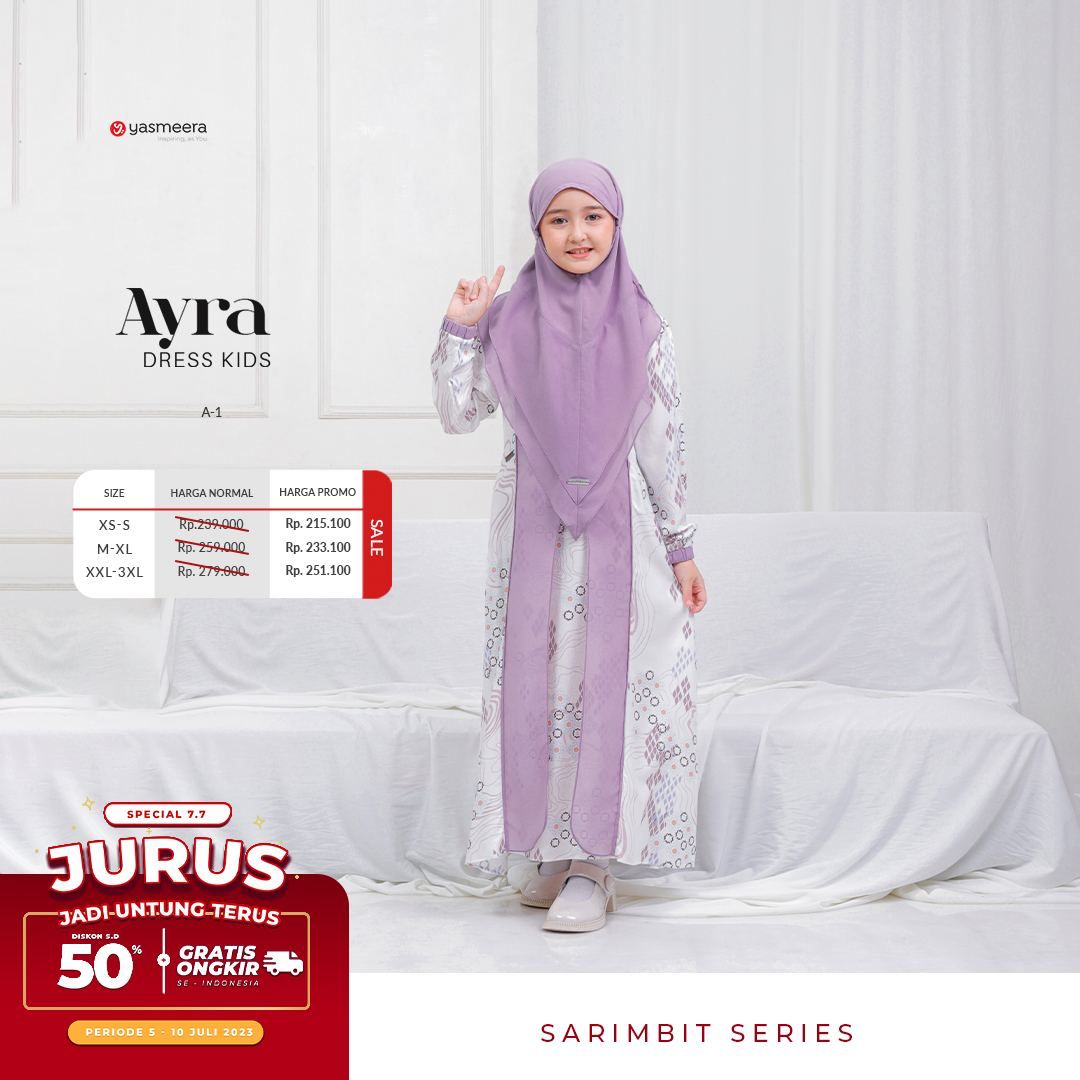 yasmeera
Inspiring, as You
Ayra
DRESS KIDS
A-1
SIZE HARGA NORMAL HARGA PROMO
XS-S Rp.239.000 Rp. 215.100
M-XL Rp. 259.000 Rp. 233.100
XXL-3XL Rp. 279.000 Rp. 251.100
SALE
SPECIAL 7.7
JURUS
JADI UNTUNG TERUS
DISKON S.D
50%
GRATIS
ONGKIR
SE - INDONESIA
PERIODE 5 - 10 JULI 2023
SARIMBIT SERIES